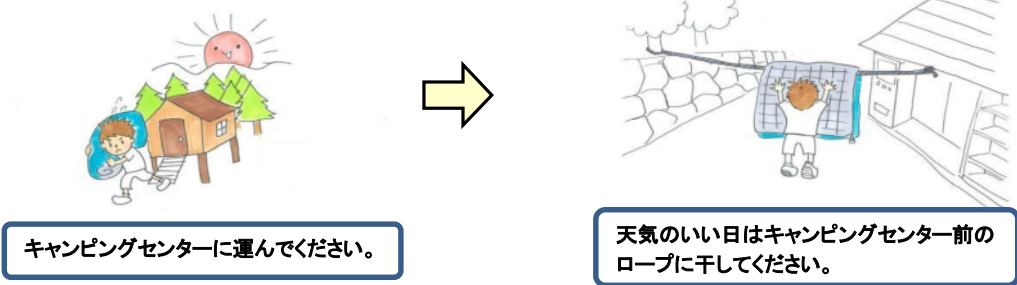 キャンピングセンターに運んでください。
天気のいい日はキャンピングセンター前の
ロープに干してください。